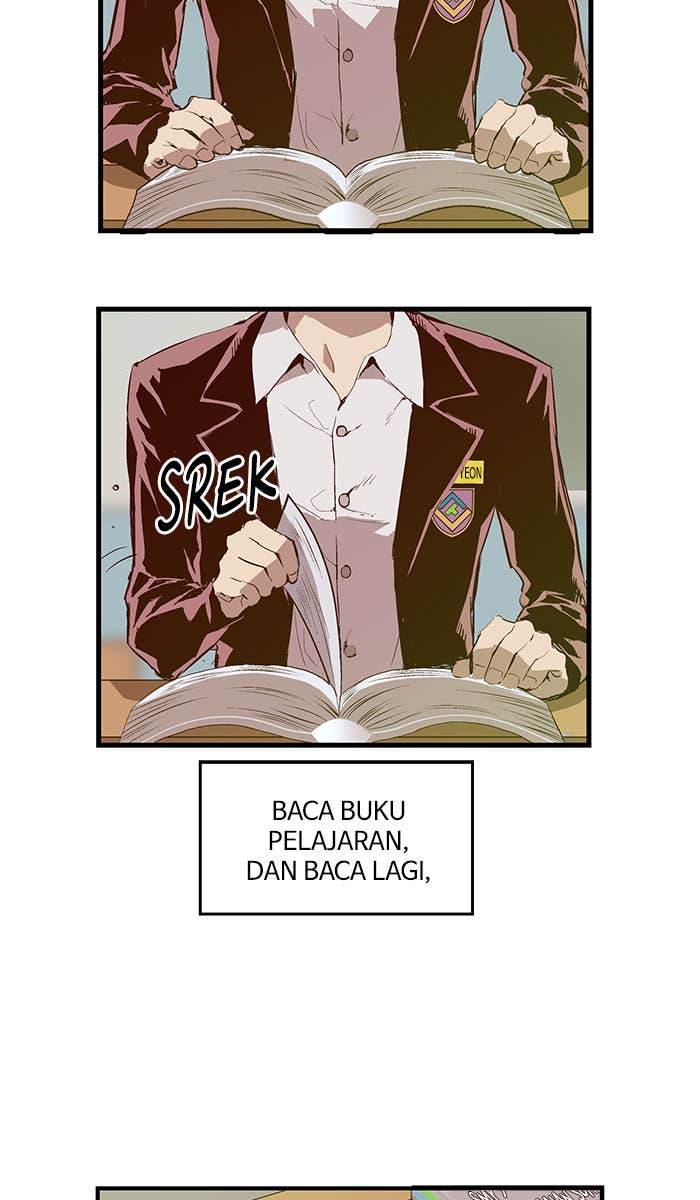 SREK
YEON
BACA BUKU
PELAJARAN,
DAN BACA LAGI,